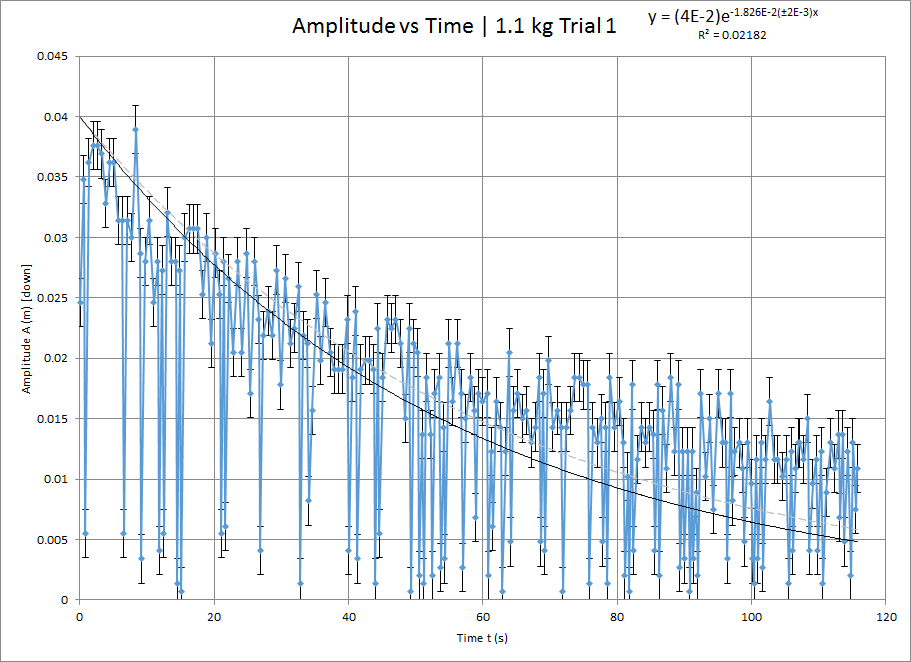 Amplitude vs Time | 1.1 kg Trial 1
y = (4E-2)e-1.826E-2(±2E-3)x
R² = 0.02182
0.045
0.04
0.035
0.03
0.025
0.02
0.015
0.01
0.005
0
Amplitude A (m) [down]
0 20 40 60 80 100 120
Time t (s)